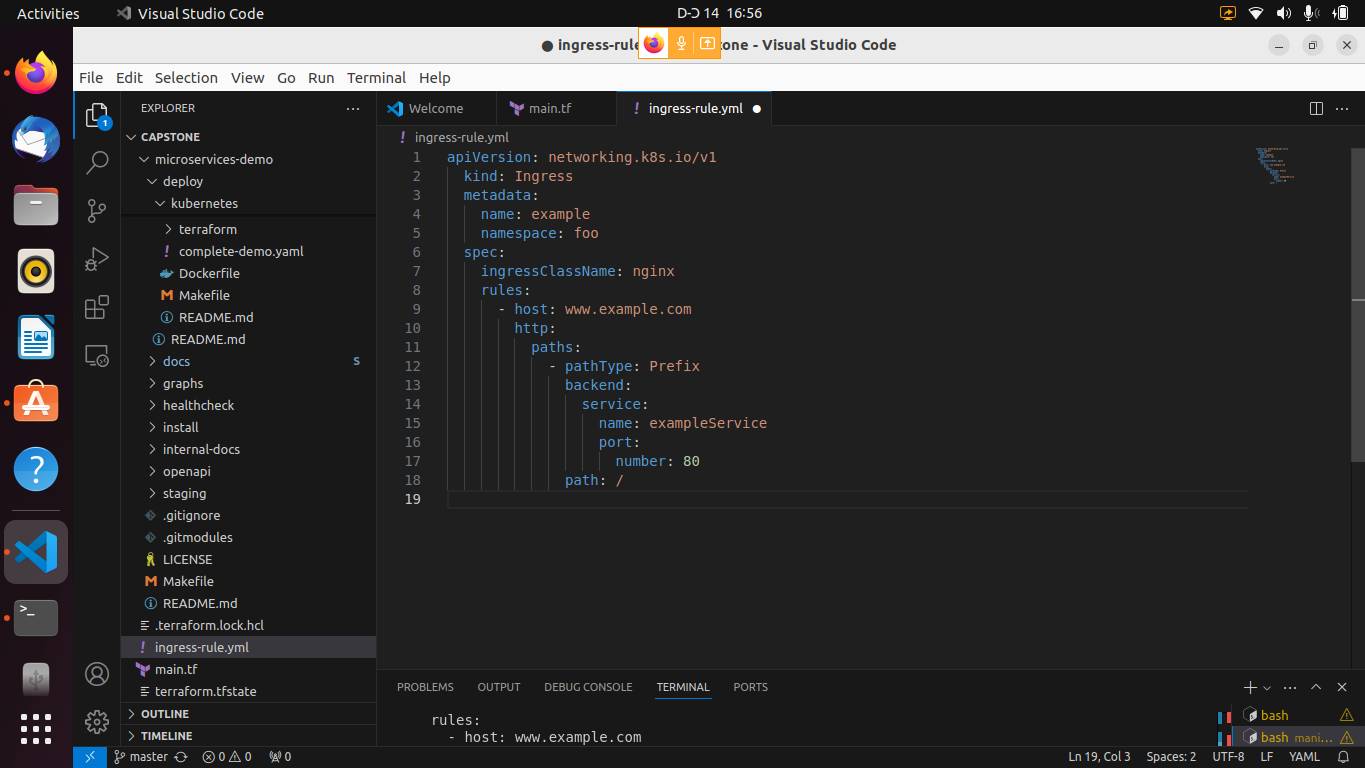 Activities
Visual Studio Code
D-Ɔ 14 16:56
● ingress-rule
one - Visual Studio Code
File Edit Selection View Go Run Terminal Help
EXPLORER
Welcome
main.tf
ingress-rule.yml
1
CAPSTONE
microservices-demo
deploy
kubernetes
terraform
complete-demo.yaml
Dockerfile
Makefile
README.md
README.md
docs S
graphs
healthcheck
install
internal-docs
openapi
staging
.gitignore
.gitmodules
LICENSE
Makefile
README.md
.terraform.lock.hcl
ingress-rule.yml
main.tf
terraform.tfstate
OUTLINE
TIMELINE
ingress-rule.yml
1 apiVersion: networking.k8s.io/v1
2 kind: Ingress
3 metadata:
4 name: example
5 namespace: foo
6 spec:
7 ingressClassName: nginx
8 rules:
9 - host: www.example.com
10 http:
11 paths:
12 - pathType: Prefix
13 backend:
14 service:
15 name: exampleService
16 port:
17 number: 80
18 path: /
19
PROBLEMS OUTPUT DEBUG CONSOLE TERMINAL PORTS
rules:
- host: www.example.com
bash
bash mani...
master 0 0 0
Ln 19, Col 3 Spaces: 2 UTF-8 LF YAML